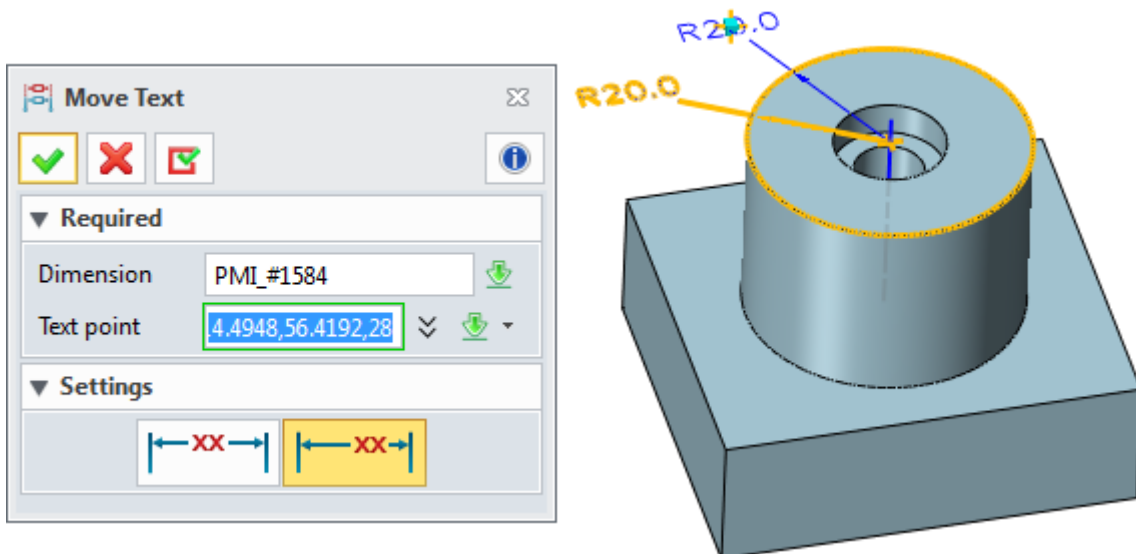 Move Text
Required
Dimension PMI_#1584
Text point 4.4948,56.4192,28
Settings
XX XX
R20.0
R20.0